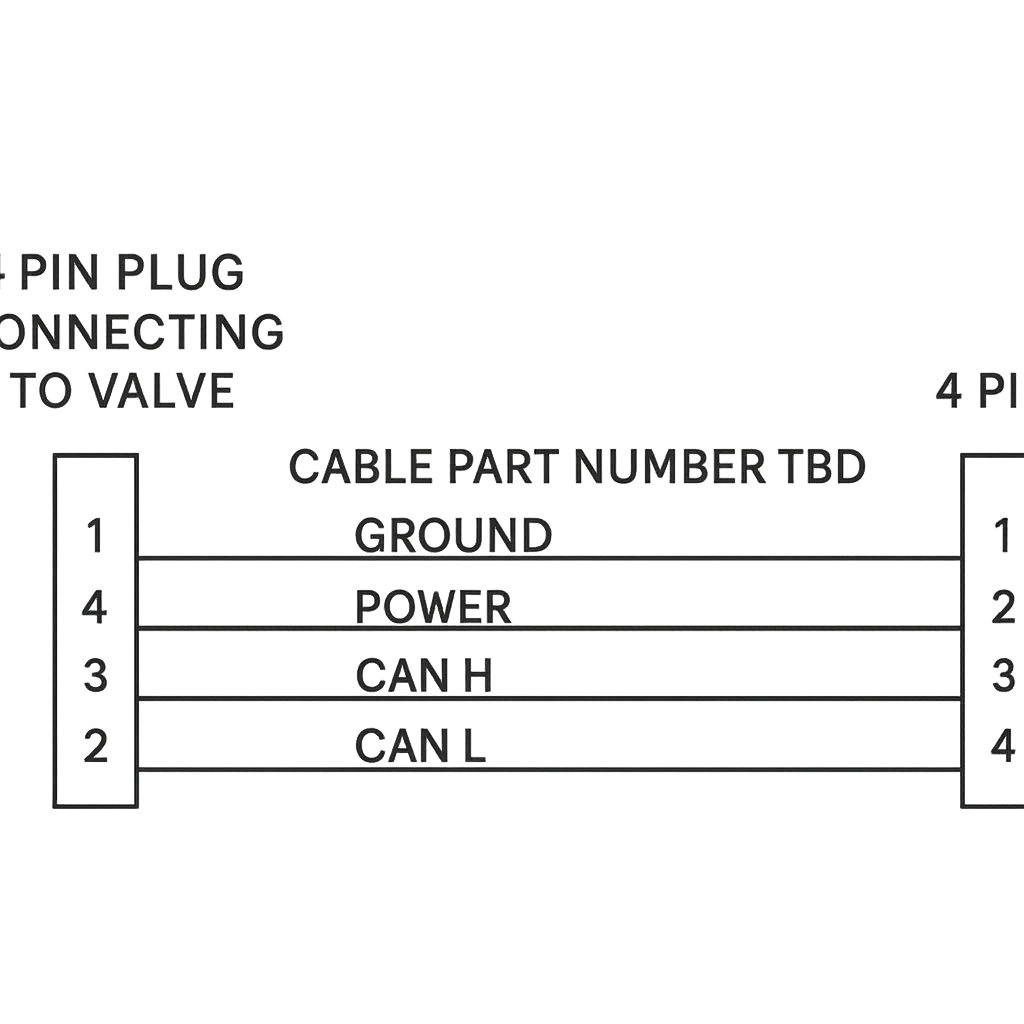 4 PIN PLUG
ONNECTING
TO VALVE
4 PI
CABLE PART NUMBER TBD
1 GROUND 1
4 POWER 2
3 CAN H 3
2 CAN L 4